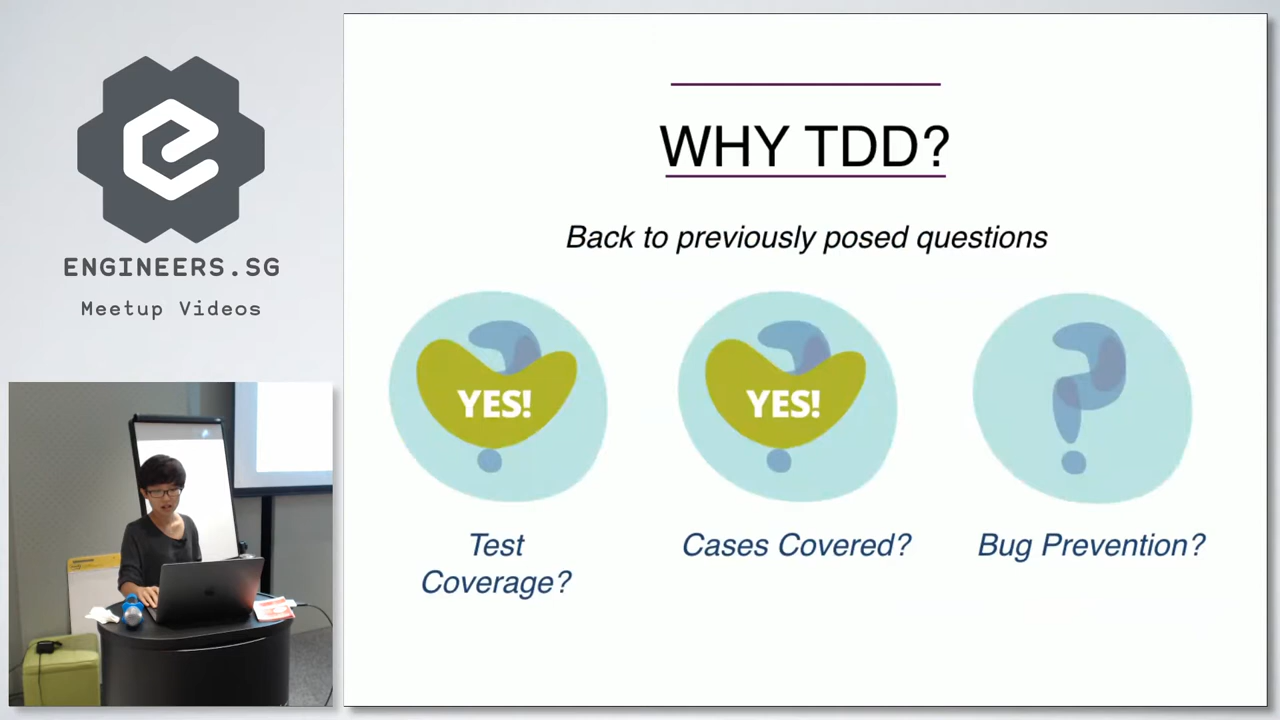 ENGINEERS.SG
Meetup Videos
WHY TDD?
Back to previously posed questions
YES!
YES!
Test
Coverage?
Cases Covered?
Bug Prevention?